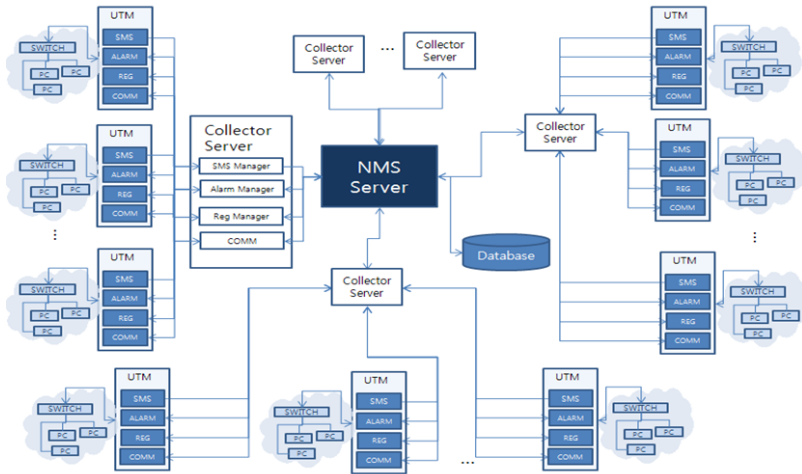 UTM
SMS
ALARM
REG
COMM
SWITCH
PC
PC
PC
UTM
SMS
ALARM
REG
COMM
SWITCH
PC
PC
PC
⋮
UTM
SMS
ALARM
REG
COMM
SWITCH
PC
PC
PC
Collector
Server
SMS Manager
Alarm Manager
Reg Manager
COMM
Collector
Server
...
Collector
Server
NMS
Server
Database
Collector
Server
Collector
Server
UTM
SMS
ALARM
REG
COMM
SWITCH
PC
PC
PC
UTM
SMS
ALARM
REG
COMM
SWITCH
PC
PC
PC
⋮
UTM
SMS
ALARM
REG
COMM
SWITCH
PC
PC
PC
UTM
SMS
ALARM
REG
COMM
SWITCH
PC
PC
PC
UTM
SMS
ALARM
REG
COMM
SWITCH
PC
PC
PC
...
UTM
SMS
ALARM
REG
COMM
SWITCH
PC
PC
PC